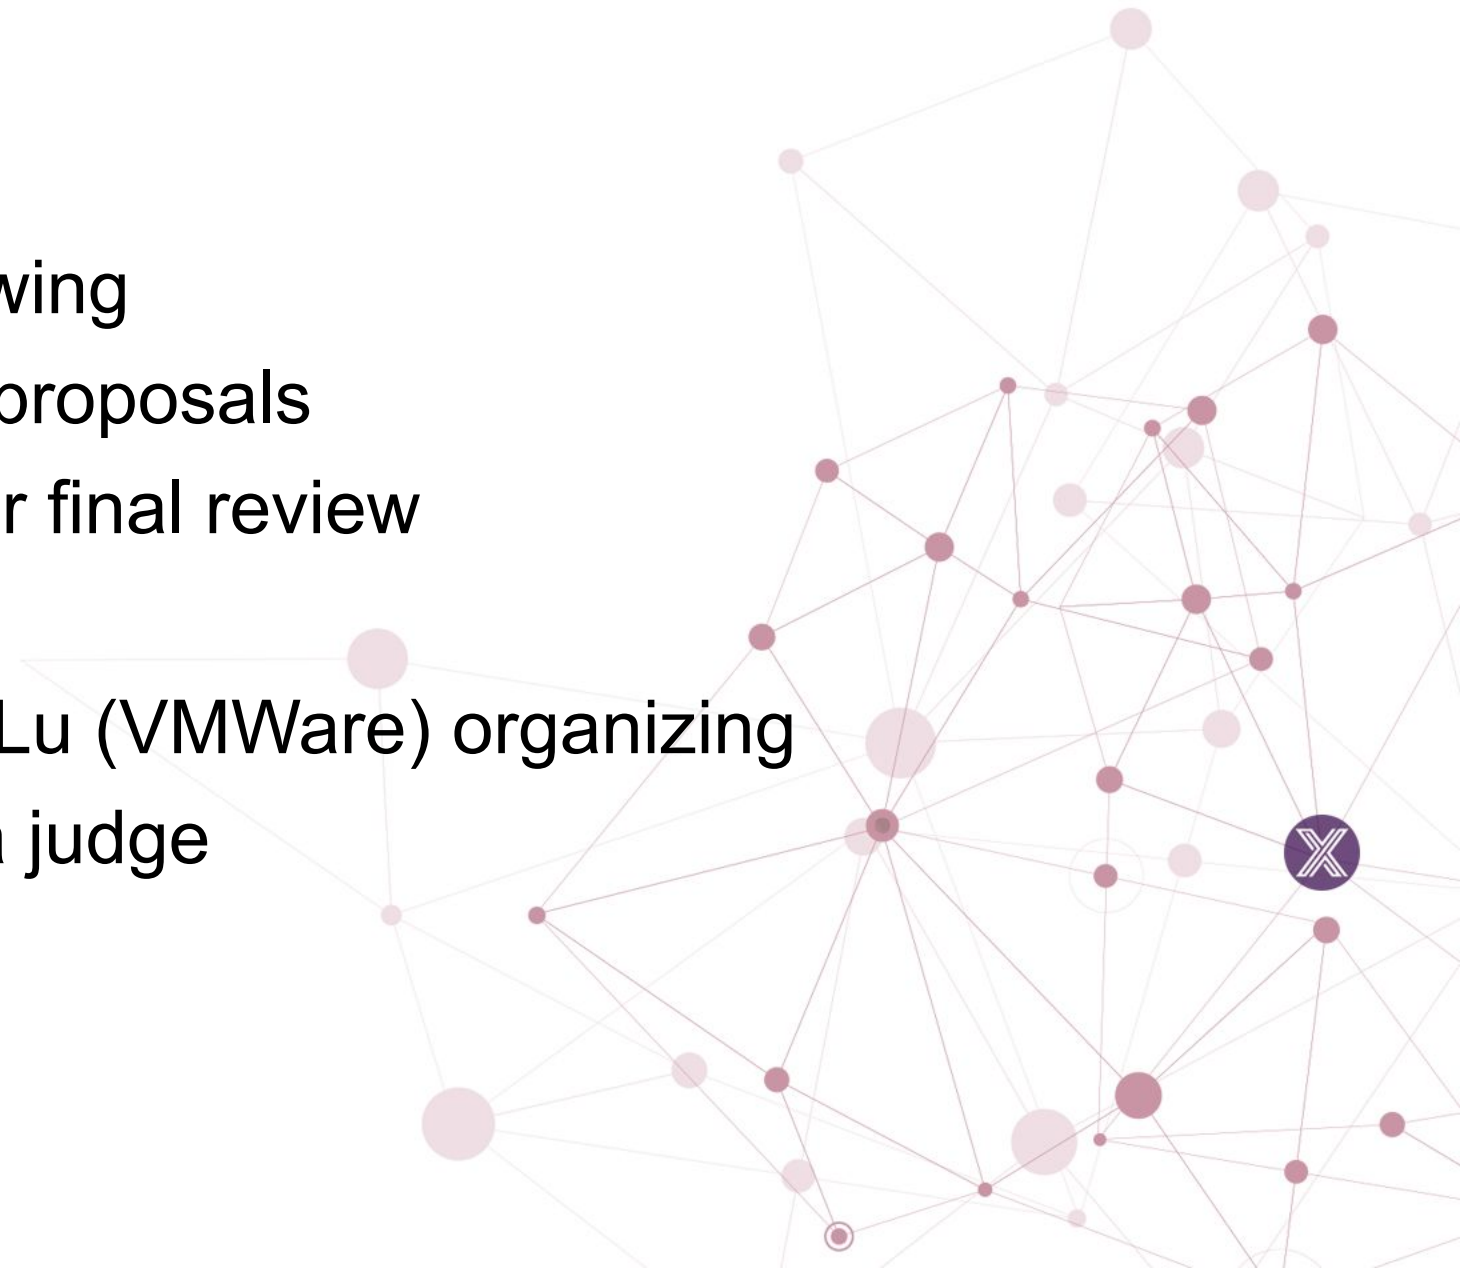 wing
proposals
r final review
Lu (VMWare) organizing
judge